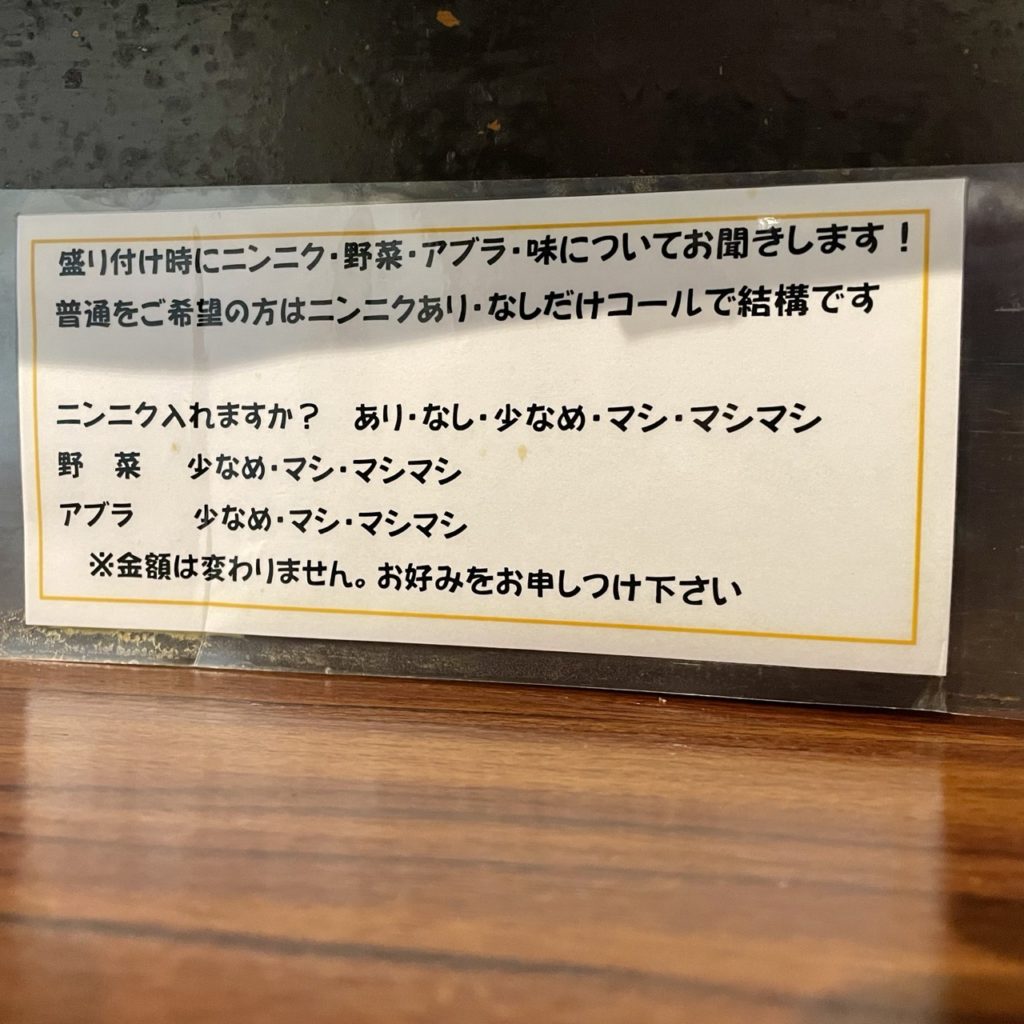 盛り付け時にニンニク・野菜・アブラ・味についてお聞きします！
普通をご希望の方はニンニクあり・なしだけコールで結構です
ニンニク入れますか？　あり・なし・少なめ・マシ・マシマシ
野　菜　　少なめ・マシ・マシマシ
アブラ　　少なめ・マシ・マシマシ
※金額は変わりません。お好みをお申しつけ下さい